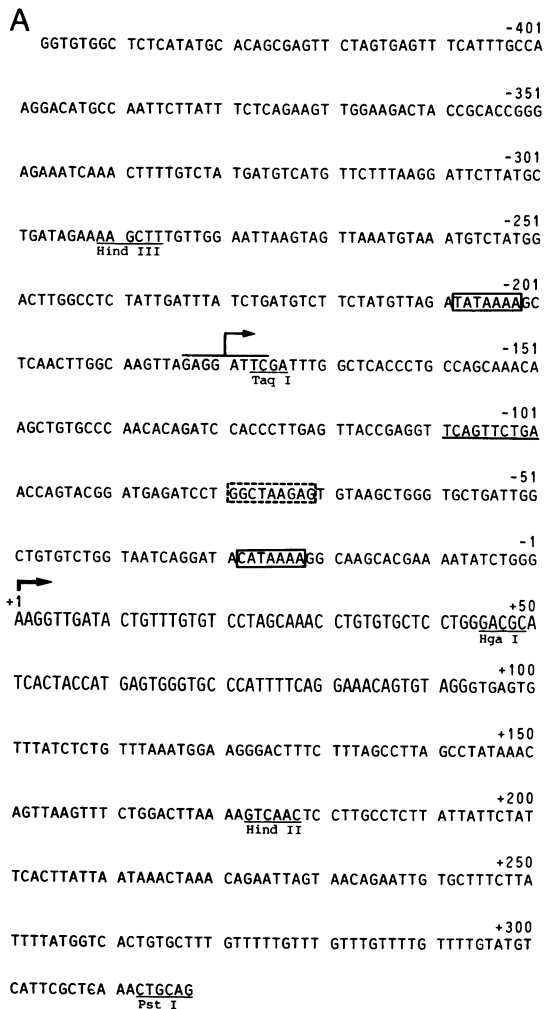 A
-401
GGTGTGGC TCTCATATGC ACAGCGAGTT CTAGTGAGTT TCATTTGCCA
-351
AGGACATGCC AATTCTTATT TCTCAGAAGT TGGAAGACTA CCGCACCGGG
-301
AGAAATCAAA CTTTTGTCTA TGATGTCATG TTCTTTAAGG ATTCTTATGC
-251
TGATAGAAAA GCTTTGTTGG AATTAAGTAG TTAAATGTAA ATGTCTATGG
Hind III
-201
ACTTGGCCTC TATTGATTTA TCTGATGTCT TCTATGTTAG ATATAAAAGC
TCAACTTGGC AAGTTAGAGG ATTCGATTTG GCTCACCCTG CCAGCAAACA
-151
Taq I
AGCTGTGCCC AACACAGATC CACCCTTGAG TTACCGAGGT TCAGTTCTGA
-101
ACCAGTACGG ATGAGATCCT GGCTAAGAGT GTAAGCTGGG TGCTGATTGG
-51
CTGTGTCTGG TAATCAGGAT ACATAAAAGG CAAGCACGAA AATATCTGGG
-1
+1
+50
AAGGTTGATA CTGTTTGTGT CCTAGCAAAC CTGTGTGCTC CTGGGACGCA
Hga I
+100
TCACTACCAT GAGTGGGTGC CCATTTTCAG GAAACAGTGT AGGGTGAGTG
+150
TTTATCTCTG TTTAAATGGA AGGGACTTTC TTTAGCCTTA GCCTATAAAC
+200
AGTTAAGTTT CTGGACTTAA AAGTCAACTC CTTGCCTCTT ATTATTCTAT
Hind II
+250
TCACTTATTA ATAAACTAAA CAGAATTAGT AACAGAATTG TGCTTTCTTA
+300
TTTTATGGTC ACTGTGCTTT GTTTTTGTTT GTTTGTTTTG TTTTGTATGT
CATTCGCTCA AACTGCAG
Pst I